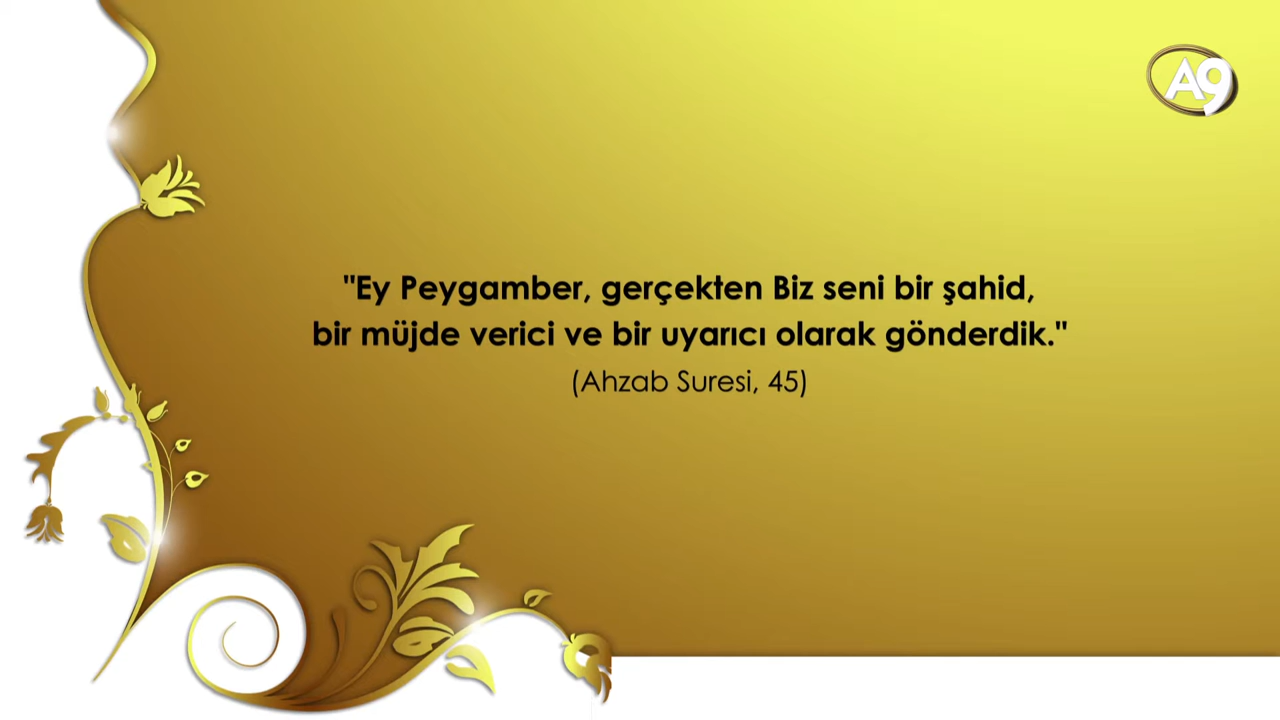 A9
"Ey Peygamber, gerçekten Biz seni bir şahid,
bir müjde verici ve bir uyarıcı olarak gönderdik."
(Ahzab Suresi, 45)